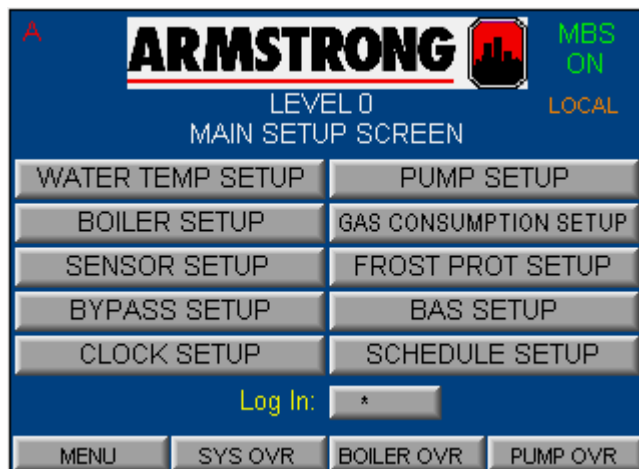 A
ARMSTRONG
MBS
ON
LEVEL 0
LOCAL
MAIN SETUP SCREEN
WATER TEMP SETUP
PUMP SETUP
BOILER SETUP
GAS CONSUMPTION SETUP
SENSOR SETUP
FROST PROT SETUP
BYPASS SETUP
BAS SETUP
CLOCK SETUP
SCHEDULE SETUP
Log In: *
MENU
SYS OVR
BOILER OVR
PUMP OVR